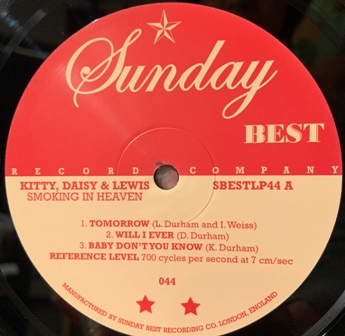 Sunday
BEST
RECORD COMPANY
KITTY, DAISY & LEWIS SBESTLP44 A
SMOKING IN HEAVEN
1. TOMORROW (L. Durham and I. Weiss)
2. WILL I EVER (D. Durham)
3. BABY DON'T YOU KNOW (K. Durham)
REFERENCE LEVEL 700 cycles per second at 7 cm/sec
044
MANUFACTURED BY SUNDAY BEST RECORDING CO. LONDON, ENGLAND